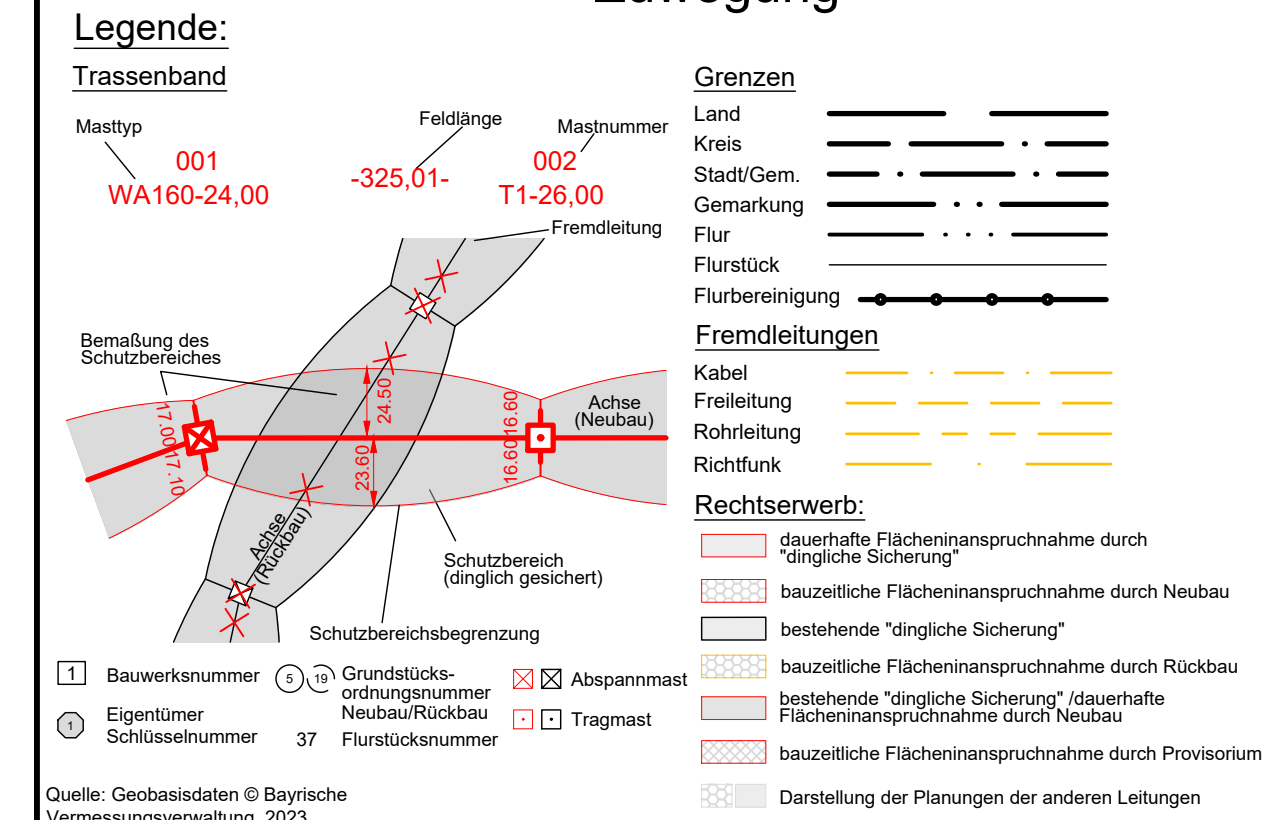 Zuwegung
Legende:
Trassenband
Masttyp
Feldlänge
Mastnummer
001
-325,01-
002
WA160-24,00
T1-26,00
Fremdleitung
Bemaßung des
Schutzbereiches
24.50
23.60
17.00
17.10
16.60
16.60
Achse
(Neubau)
Achse
(Rückbau)
Schutzbereich
(dinglich gesichert)
Schutzbereichsbegrenzung
1 Bauwerksnummer
5 19 Grundstücks-
ordnungsnummer
Neubau/Rückbau
Abspannmast
1 Eigentümer
Schlüsselnummer
37 Flurstücksnummer
Tragmast
Quelle: Geobasisdaten © Bayrische
Vermessungsverwaltung, 2023
Grenzen
Land
Kreis
Stadt/Gem.
Gemarkung
Flur
Flurstück
Flurbereinigung
Fremdleitungen
Kabel
Freileitung
Rohrleitung
Richtfunk
Rechtserwerb:
dauerhafte Flächeninanspruchnahme durch
"dingliche Sicherung"
bauzeitliche Flächeninanspruchnahme durch Neubau
bestehende "dingliche Sicherung"
bauzeitliche Flächeninanspruchnahme durch Rückbau
bestehende "dingliche Sicherung" /dauerhafte
Flächeninanspruchnahme durch Neubau
bauzeitliche Flächeninanspruchnahme durch Provisorium
Darstellung der Planungen der anderen Leitungen